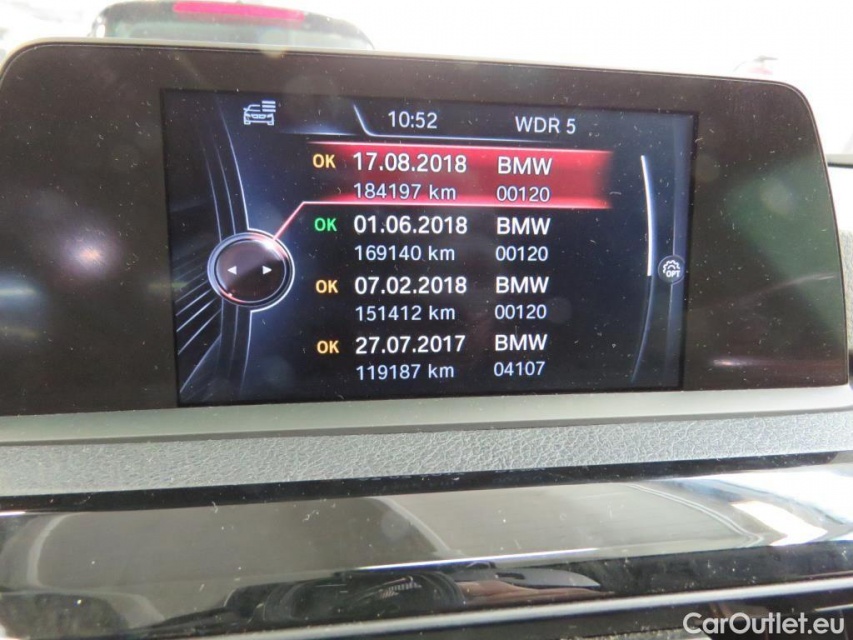 10:52 WDR 5
OK 17.08.2018 BMW
184197 km 00120
OK 01.06.2018 BMW
169140 km 00120
OK 07.02.2018 BMW
151412 km 00120
OK 27.07.2017 BMW
119187 km 04107
OPT
CarOutlet.eu